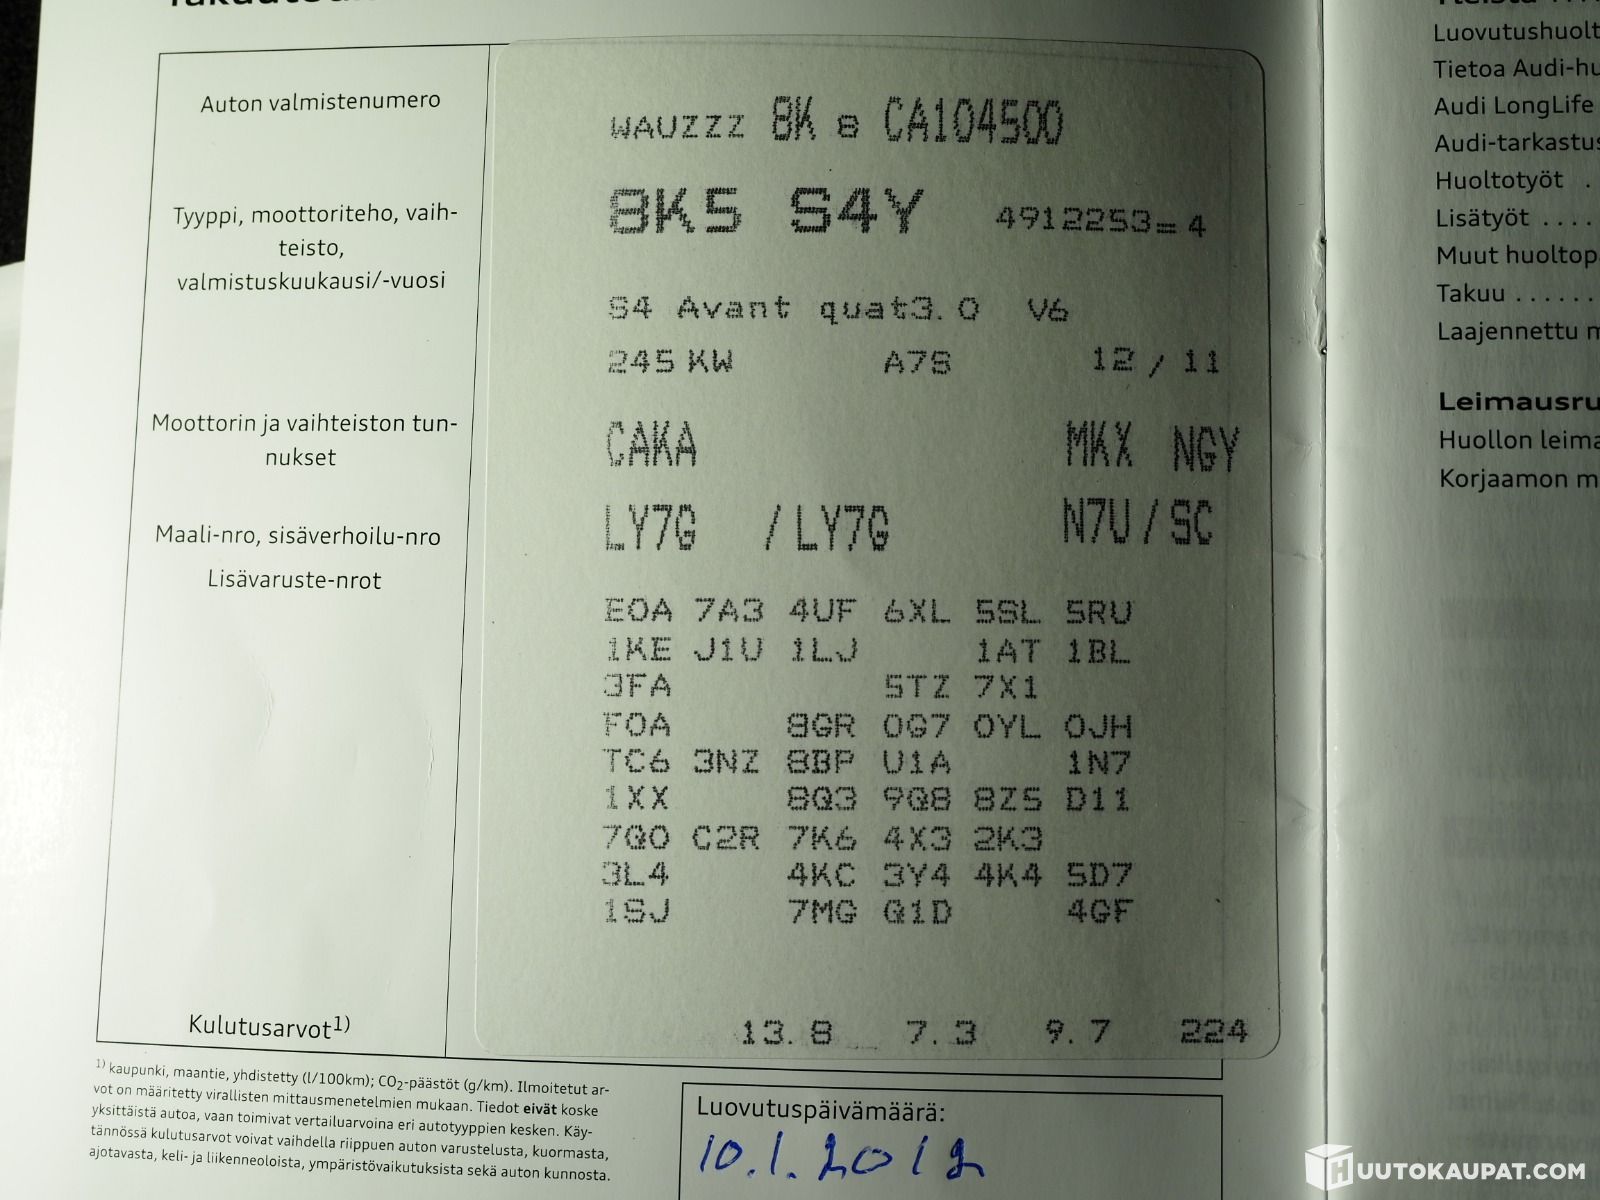 Auton valmistenumero
WAUZZZ 8K 8 CA104500
Tyyppi, moottoriteho, vaih-
teisto,
valmistuskuukausi/-vuosi
8K5 S4Y 4912253=4
S4 Avant quat3.0 V6
245 KW A7S 12 / 11
Moottorin ja vaihteiston tun-
nukset
CAKA MKX NGY
Maali-nro, sisäverhoilu-nro
LY7G / LY7G N7U / SC
Lisävaruste-nrot
E0A 7A3 4UF 6XL 5SL 5RU
1KE J1U 1LJ 1AT 1BL
3FA 5TZ 7X1
F0A 8GR 0G7 0YL 0JH
TC6 3NZ 8BP U1A 1N7
1XX 8Q3 9Q8 8Z5 D11
7Q0 C2R 7K6 4X3 2K3
3L4 4KC 3Y4 4K4 5D7
1SJ 7MG Q1D 4GF
Kulutusarvot1)
13.8 7.3 9.7 224
1) kaupunki, maantie, yhdistetty (l/100km); CO2-päästöt (g/km). Ilmoitetut ar-
vot on määritetty virallisten mittausmenetelmien mukaan. Tiedot eivät koske
yksittäistä autoa, vaan toimivat vertailuarvoina eri autotyyppien kesken. Käy-
tännössä kulutusarvot voivat vaihdella riippuen auton varustelusta, kuormasta,
ajotavasta, keli- ja liikenneoloista, ympäristövaikutuksista sekä auton kunnosta.
Luovutuspäivämäärä:
10.1.2012
Luovutushuolt
Tietoa Audi-hu
Audi LongLife
Audi-tarkastus
Huoltotyöt .
Lisätyöt ....
Muut huoltop
Takuu ......
Laajennettu m
Leimausru
Huollon leima
Korjaamon m
HUUTOKAUPAT.COM